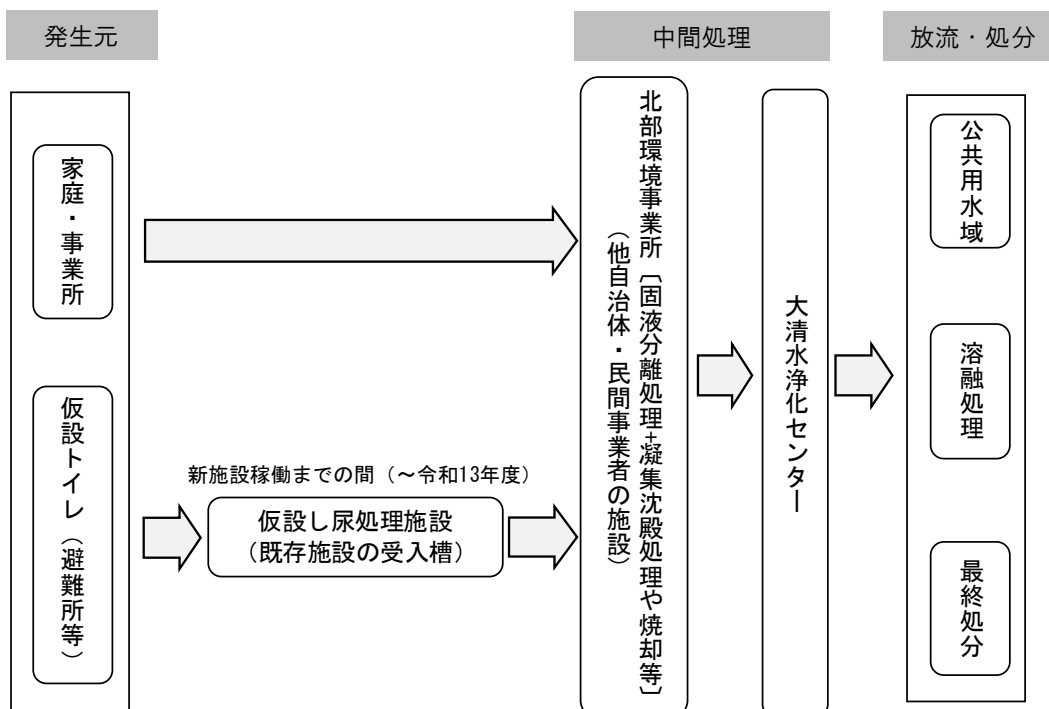 発生元
中間処理
放流・処分
家庭・事業所
仮設トイレ（避難所等）
新施設稼働までの間（～令和13年度）
仮設し尿処理施設
（既存施設の受入槽）
北部環境事業所〔固液分離処理+凝集沈殿処理や焼却等〕
（他自治体・民間事業者の施設）
大清水浄化センター
公共用水域
溶融処理
最終処分